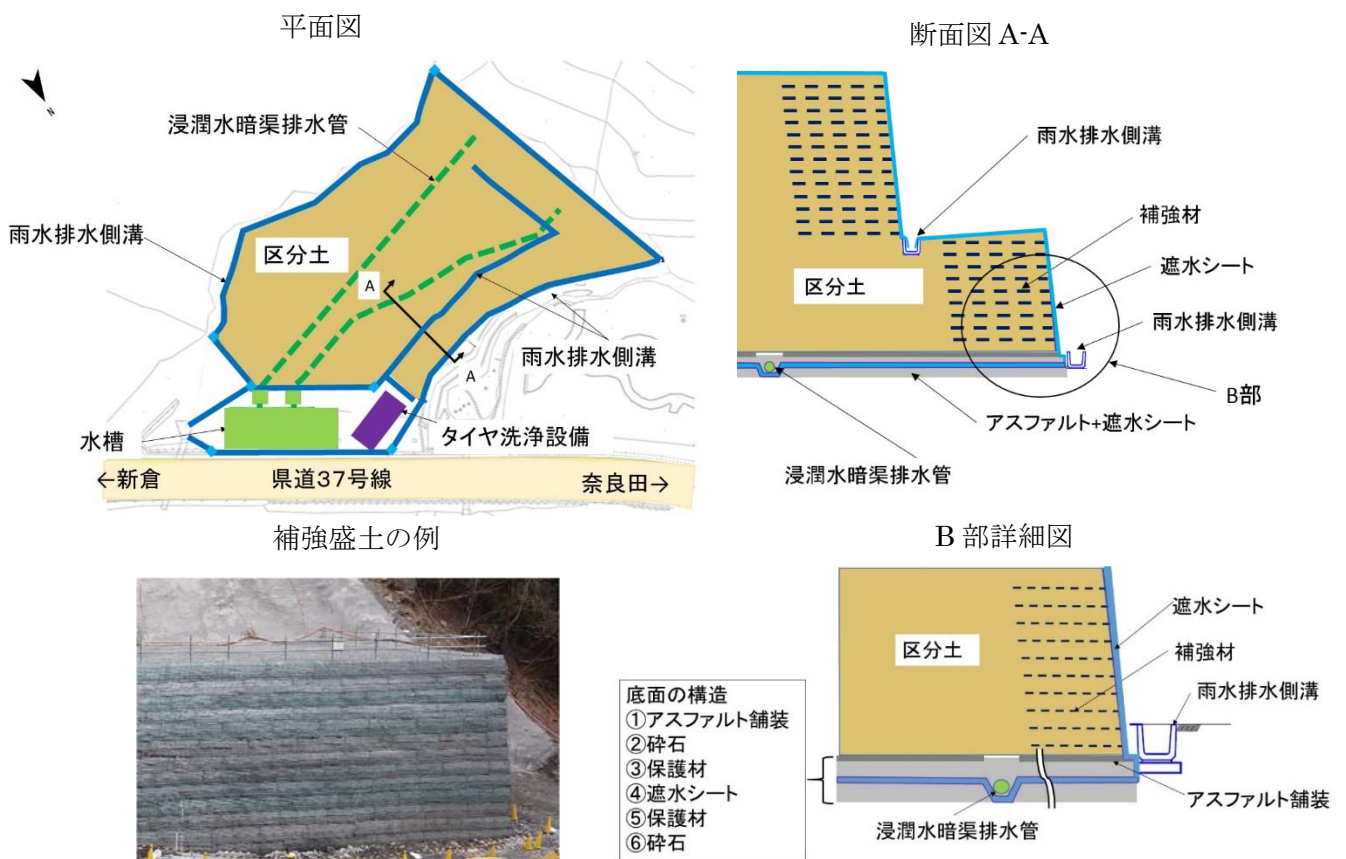 平面図
N
浸潤水暗渠排水管
雨水排水側溝
区分土
A
A
雨水排水側溝
水槽
タイヤ洗浄設備
←新倉
県道37号線
奈良田→
断面図 A-A
雨水排水側溝
補強材
遮水シート
区分土
雨水排水側溝
B部
アスファルト+遮水シート
浸潤水暗渠排水管
補強盛土の例
B 部詳細図
遮水シート
区分土
補強材
雨水排水側溝
底面の構造
①アスファルト舗装
②砕石
③保護材
④遮水シート
⑤保護材
⑥砕石
アスファルト舗装
浸潤水暗渠排水管